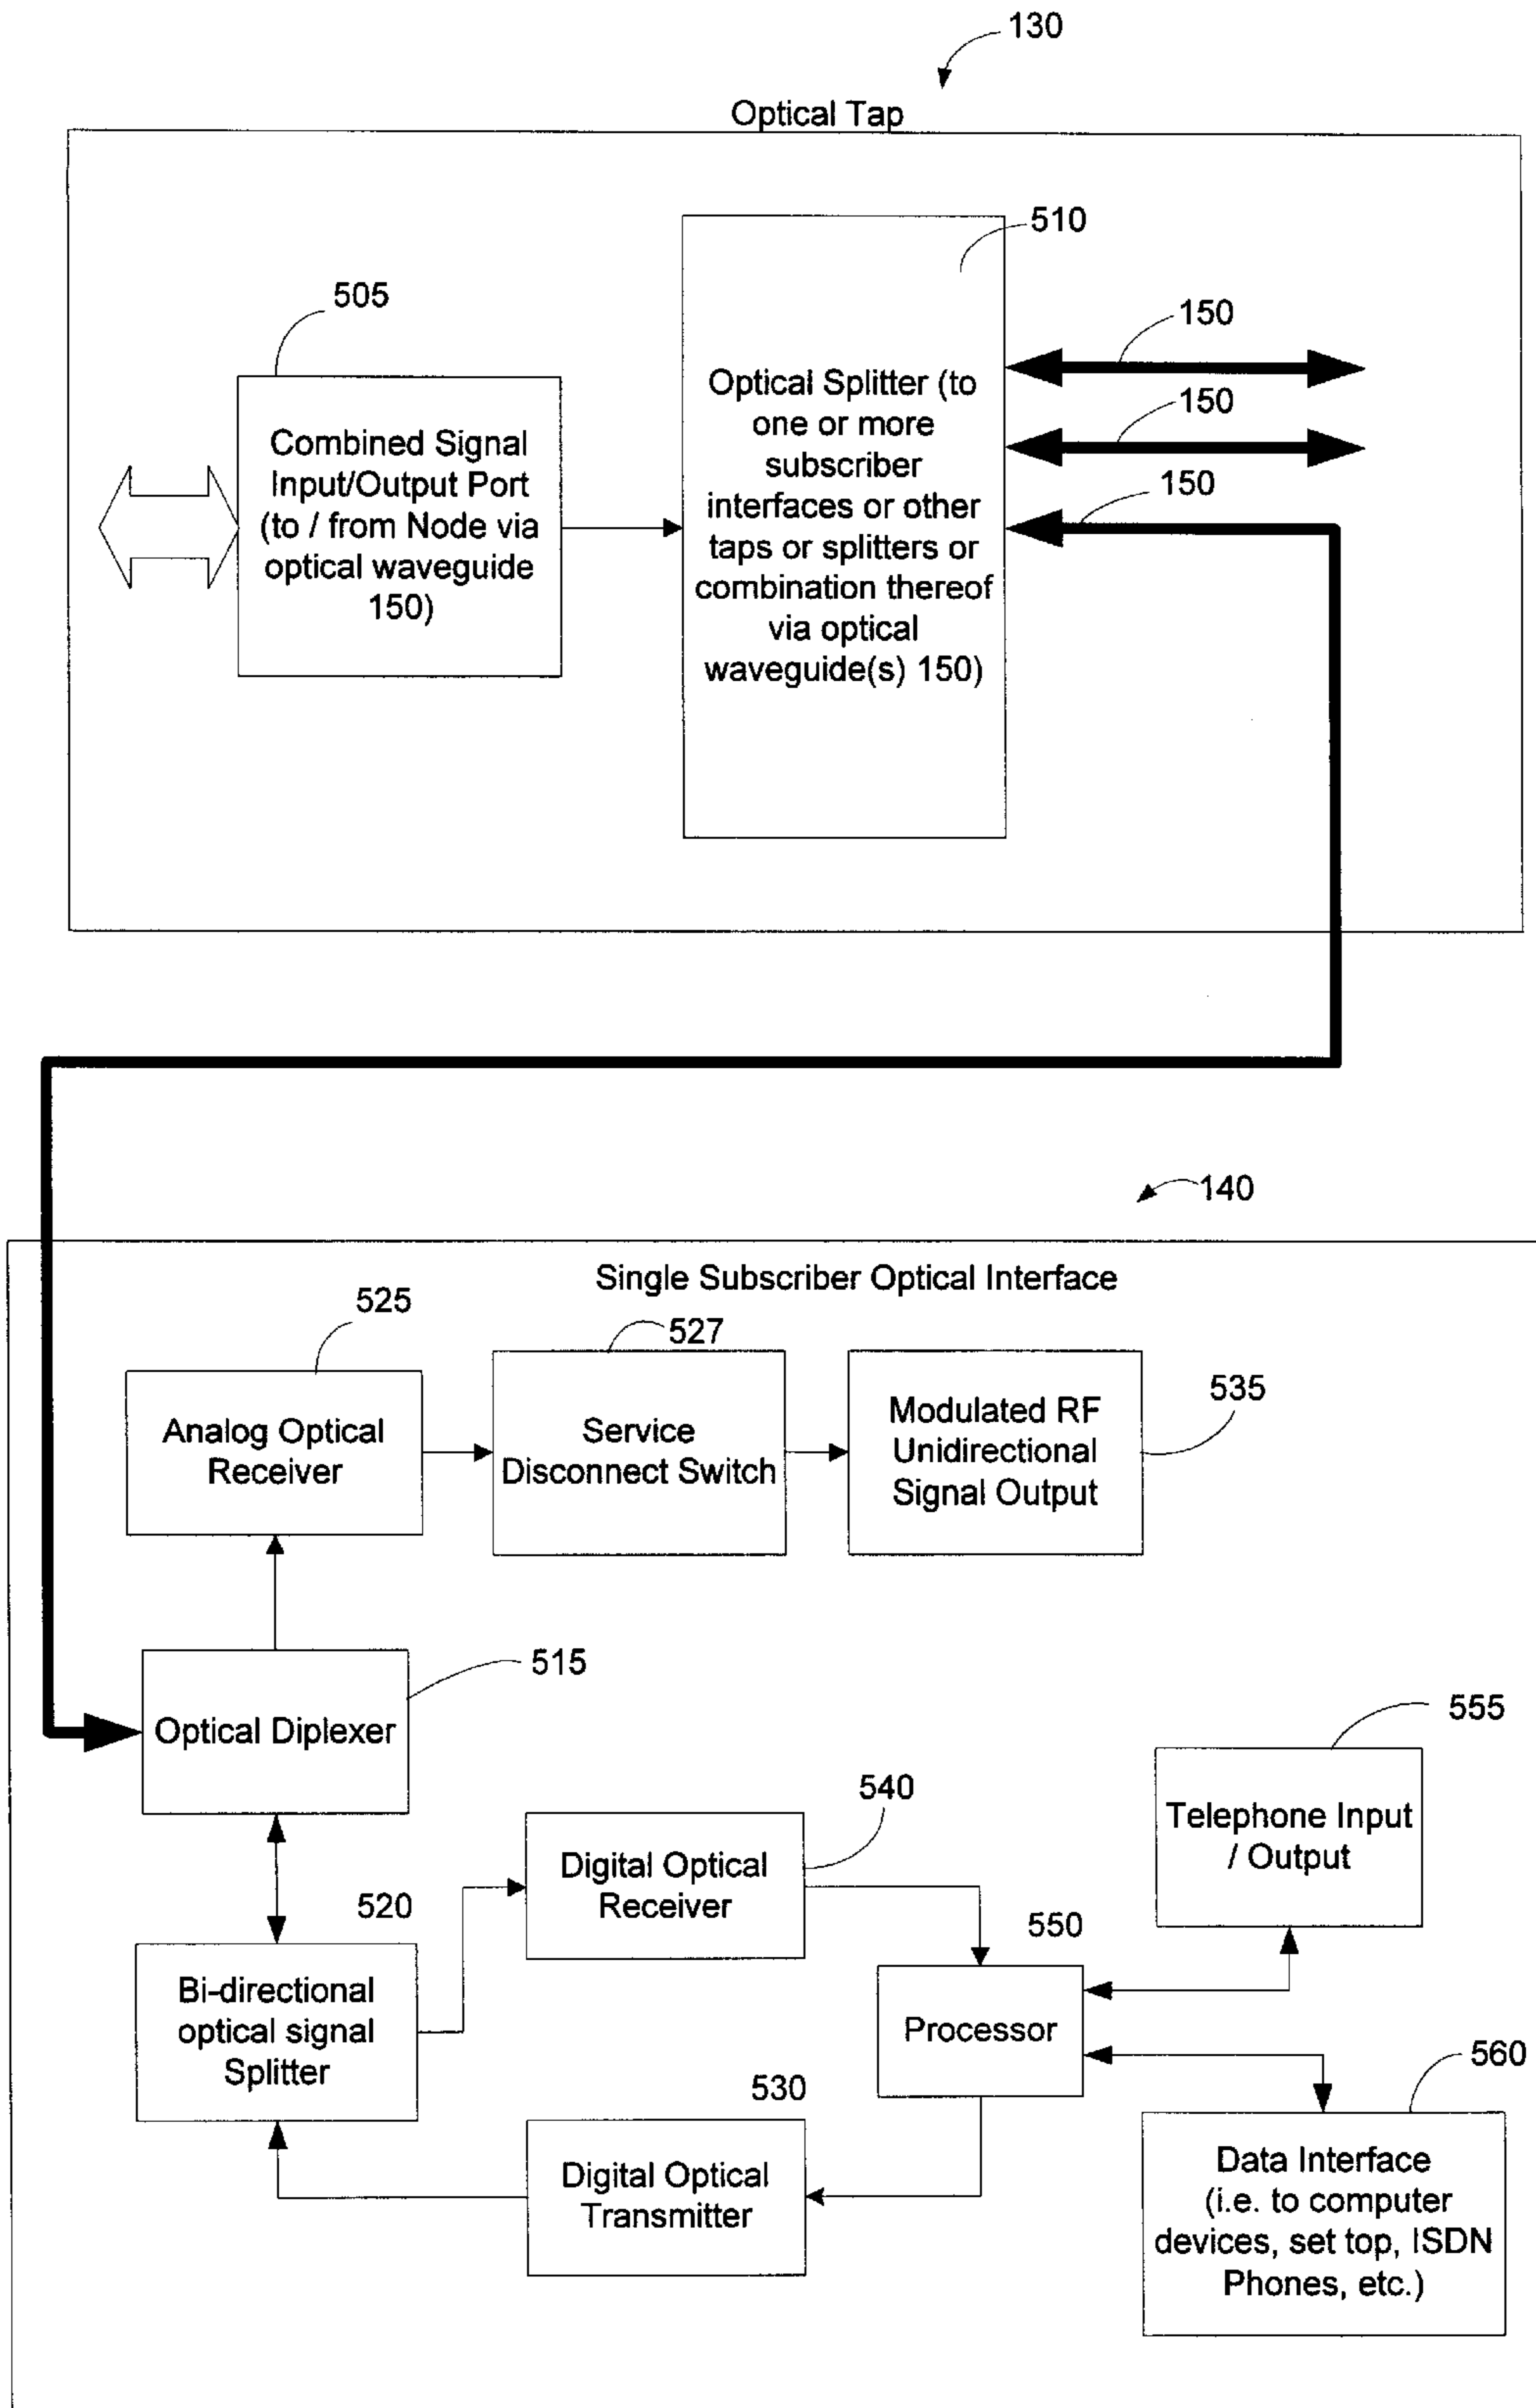 130
Optical Tap
510
505
150
Combined Signal
Input/Output Port
(to / from Node via
optical waveguide
150)
Optical Splitter (to
one or more
subscriber
interfaces or other
taps or splitters or
combination thereof
via optical
waveguide(s) 150)
150
150
140
Single Subscriber Optical Interface
525
527
535
Analog Optical
Receiver
Service
Disconnect Switch
Modulated RF
Unidirectional
Signal Output
515
Optical Diplexer
555
540
Telephone Input
/ Output
Digital Optical
Receiver
520
550
Bi-directional
optical signal
Splitter
Processor
560
530
Digital Optical
Transmitter
Data Interface
(i.e. to computer
devices, set top, ISDN
Phones, etc.)